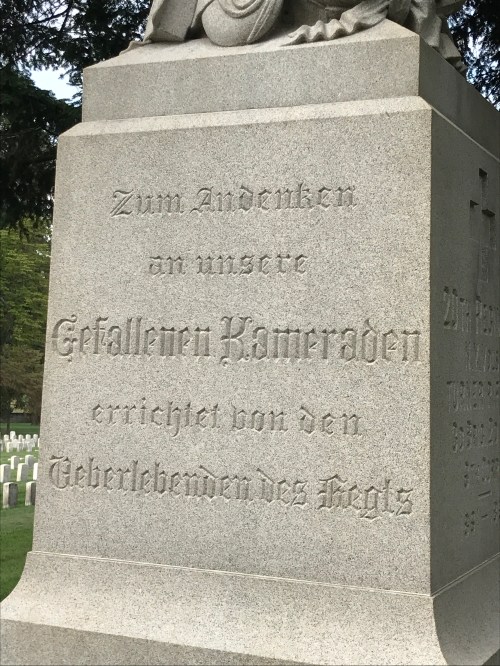 Zum Andenken
an unsere
Gefallenen Kameraden
errichtet von den
Ueberlebenden des Regts